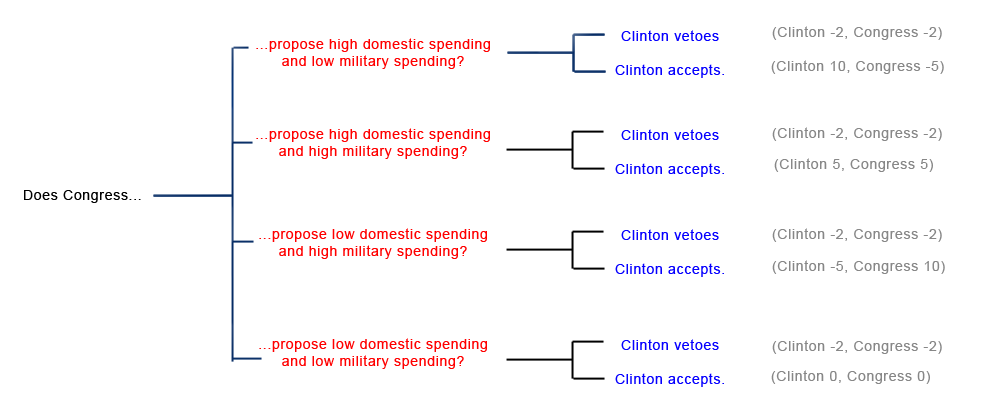 ...propose high domestic spending
and low military spending?
Clinton vetoes
(Clinton -2, Congress -2)
Clinton accepts.
(Clinton 10, Congress -5)
...propose high domestic spending
and high military spending?
Clinton vetoes
(Clinton -2, Congress -2)
Clinton accepts.
(Clinton 5, Congress 5)
Does Congress...
...propose low domestic spending
and high military spending?
Clinton vetoes
(Clinton -2, Congress -2)
Clinton accepts.
(Clinton -5, Congress 10)
...propose low domestic spending
and low military spending?
Clinton vetoes
(Clinton -2, Congress -2)
Clinton accepts.
(Clinton 0, Congress 0)